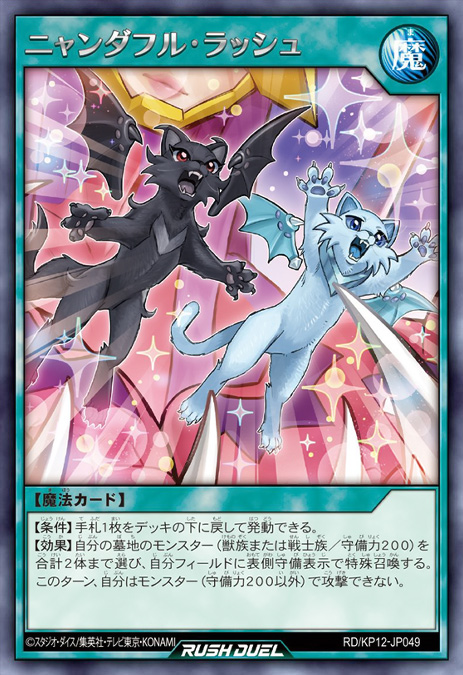 ニャンダフル・ラッシュ
魔
ま
【魔法カード】
【条件】手札1枚をデッキの下に戻して発動できる。
【効果】自分の墓地のモンスター(獣族または戦士族/守備力200)を
合計2体まで選び、自分フィールドに表側守備表示で特殊召喚する。
このターン、自分はモンスター(守備力200以外)で攻撃できない。
©スタジオ・ダイス/集英社・テレビ東京・KONAMI
RUSH DUEL
RD/KP12-JP049